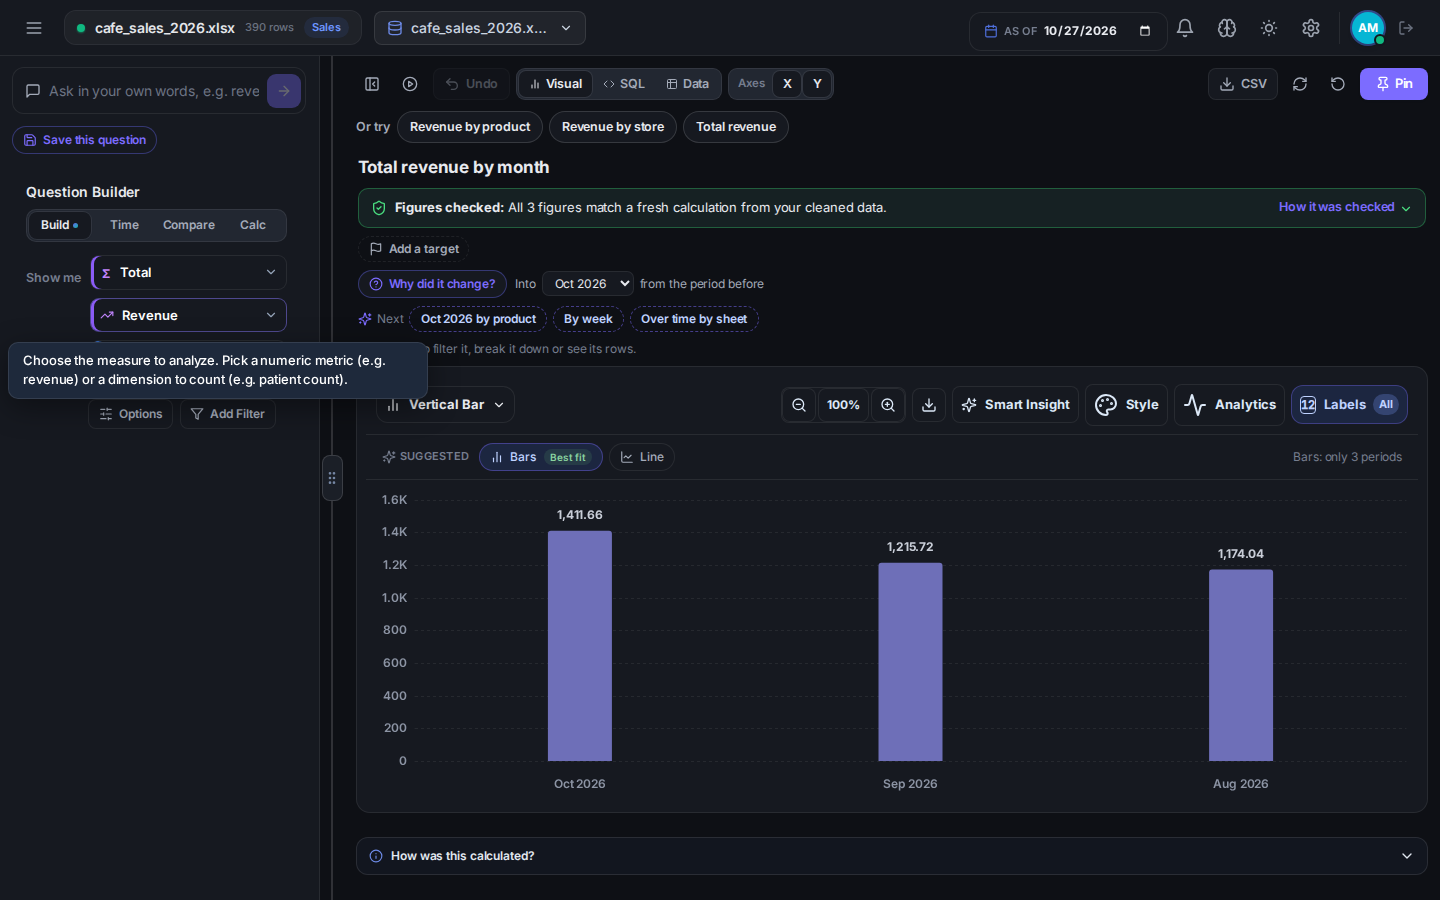 cafe_sales_2026.xlsx 390 rows Sales
cafe_sales_2026.x...
AS OF 10/27/2026
AM
Ask in your own words, e.g. reve
Save this question
Question Builder
Build Time Compare Calc
Show me
Σ Total
Revenue
Choose the measure to analyze. Pick a numeric metric (e.g.
revenue) or a dimension to count (e.g. patient count).
Options
Add Filter
Undo
Visual
SQL
Data
Axes X Y
CSV
Pin
Or try Revenue by product Revenue by store Total revenue
Total revenue by month
Figures checked: All 3 figures match a fresh calculation from your cleaned data.
How it was checked
Add a target
Why did it change? Into Oct 2026 from the period before
Next Oct 2026 by product By week Over time by sheet
filter it, break it down or see its rows.
Vertical Bar
100%
Smart Insight
Style
Analytics
12 Labels All
SUGGESTED Bars Best fit Line
Bars: only 3 periods
1.6K
1.4K
1.2K
1.0K
800
600
400
200
0
1,411.66
1,215.72
1,174.04
Oct 2026
Sep 2026
Aug 2026
How was this calculated?